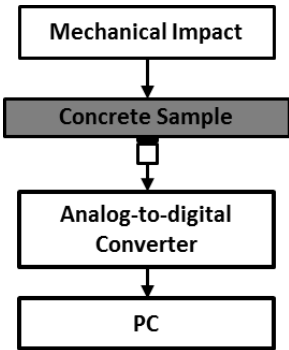 Mechanical Impact
Concrete Sample
Analog-to-digital
Converter
PC